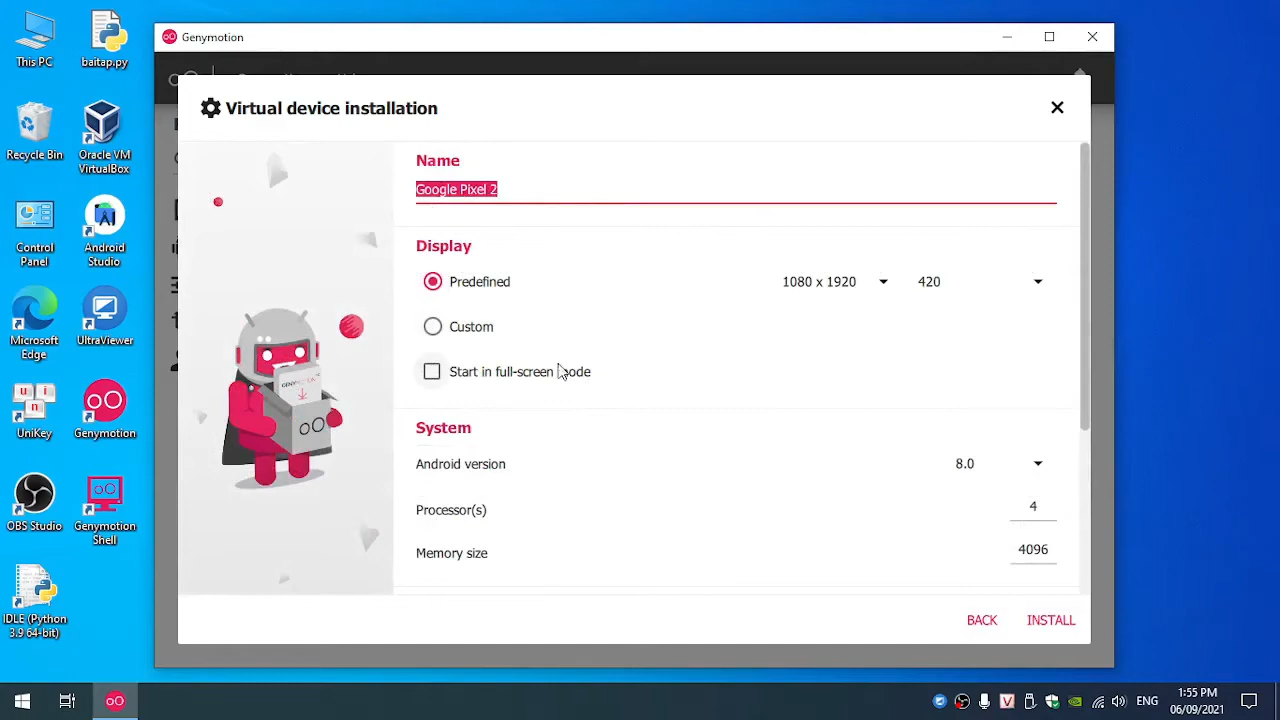 This PC
baitap.py
Recycle Bin
Oracle VM
VirtualBox
Control
Panel
Android
Studio
Microsoft
Edge
UltraViewer
uni
UniKey
Genymotion
OBS Studio
Genymotion
Shell
IDLE (Python
3.9 64-bit)
Genymotion
Virtual device installation
Name
Google Pixel 2
Display
Predefined
1080 x 1920
420
Custom
Start in full-screen mode
System
Android version
8.0
Processor(s)
4
Memory size
4096
GENYMOTION
BACK
INSTALL
V
ENG
1:55 PM
06/09/2021